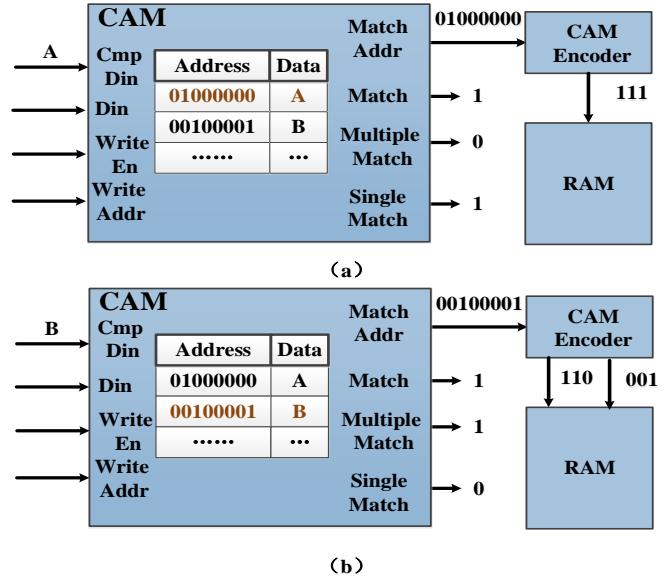 CAM
A
Cmp
Din
Din
Write
En
Write
Addr
Address Data
01000000 A
00100001 B
...... ...
Match
Addr
Match
Multiple
Match
Single
Match
01000000
1
0
1
CAM
Encoder
111
RAM
(a)
CAM
B
Cmp
Din
Din
Write
En
Write
Addr
Address Data
01000000 A
00100001 B
...... ...
Match
Addr
Match
Multiple
Match
Single
Match
00100001
1
1
0
CAM
Encoder
110 001
RAM
(b)